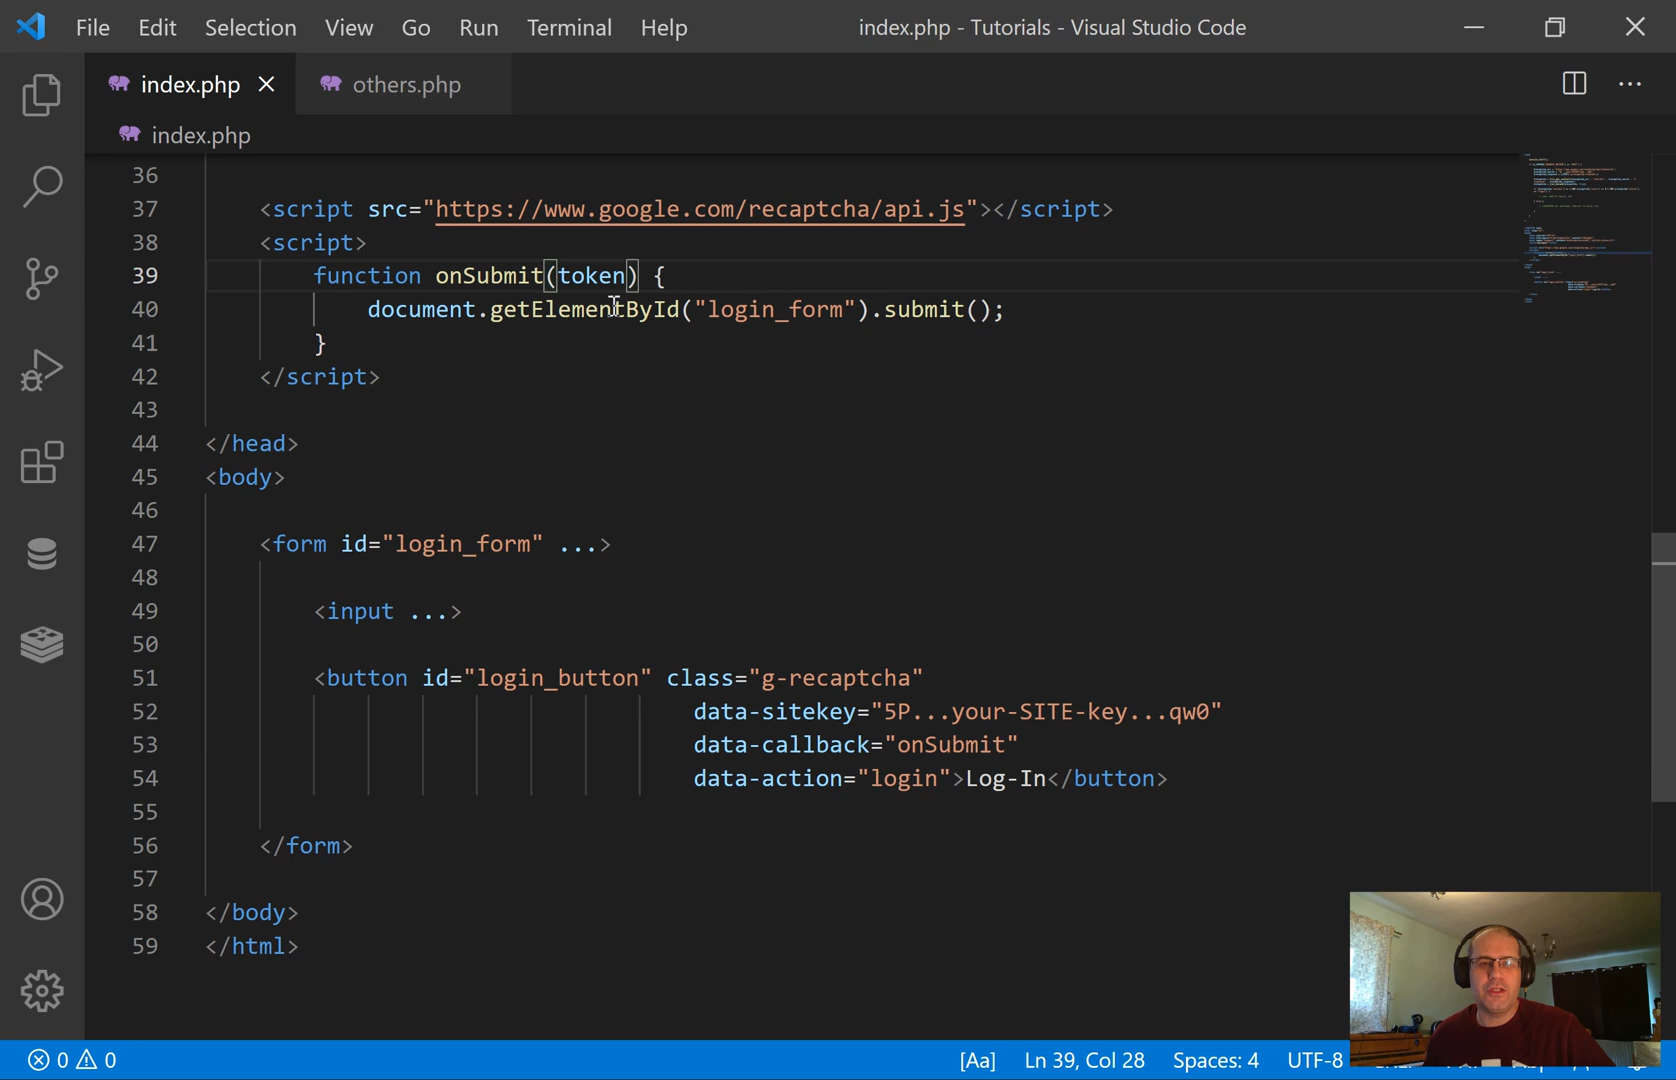 File Edit Selection View Go Run Terminal Help index.php - Tutorials - Visual Studio Code
index.php others.php
index.php
36
37 <script src="https://www.google.com/recaptcha/api.js"></script>
38 <script>
39 function onSubmit(token) {
40 document.getElementById("login_form").submit();
41 }
42 </script>
43
44 </head>
45 <body>
46
47 <form id="login_form" ...>
48
49 <input ...>
50
51 <button id="login_button" class="g-recaptcha"
52 data-sitekey="5P...your-SITE-key...qw0"
53 data-callback="onSubmit"
54 data-action="login">Log-In</button>
55
56 </form>
57
58 </body>
59 </html>
0 0 [Aa] Ln 39, Col 28 Spaces: 4 UTF-8